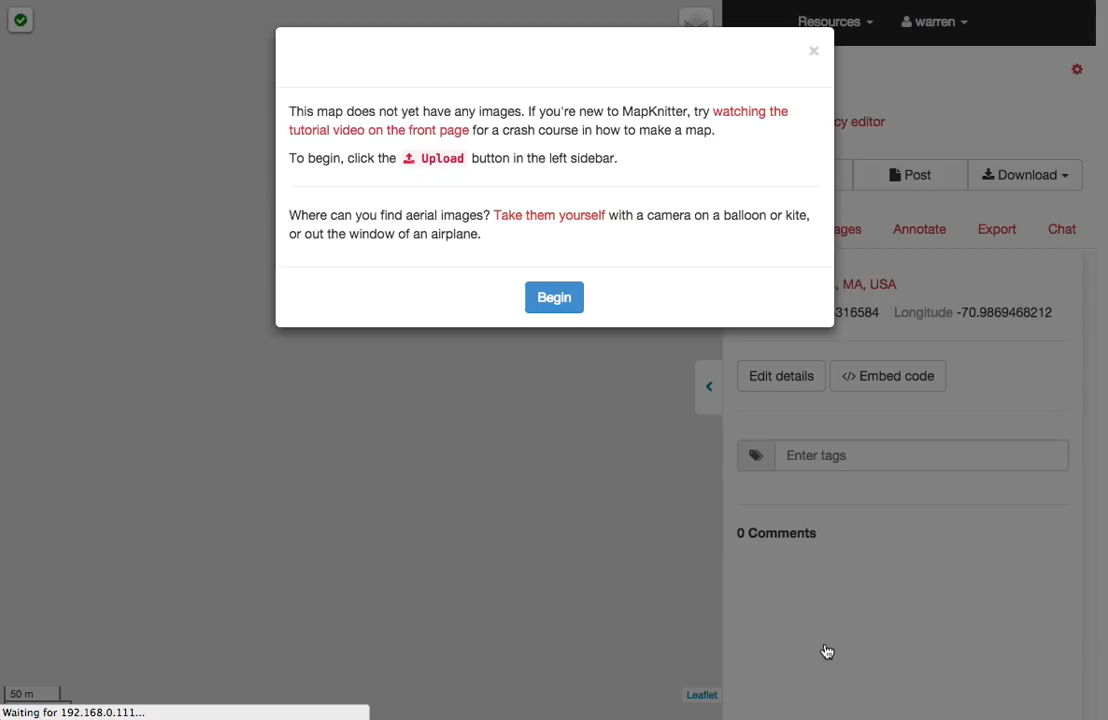 Resources
warren
This map does not yet have any images. If you're new to MapKnitter, try watching the
tutorial video on the front page for a crash course in how to make a map.
To begin, click the Upload button in the left sidebar.
Where can you find aerial images? Take them yourself with a camera on a balloon or kite,
or out the window of an airplane.
Begin
cy editor
Post
Download
ages
Annotate
Export
Chat
, MA, USA
316584 Longitude -70.9869468212
Edit details
</> Embed code
Enter tags
0 Comments
50 m
Leaflet
Waiting for 192.168.0.111...